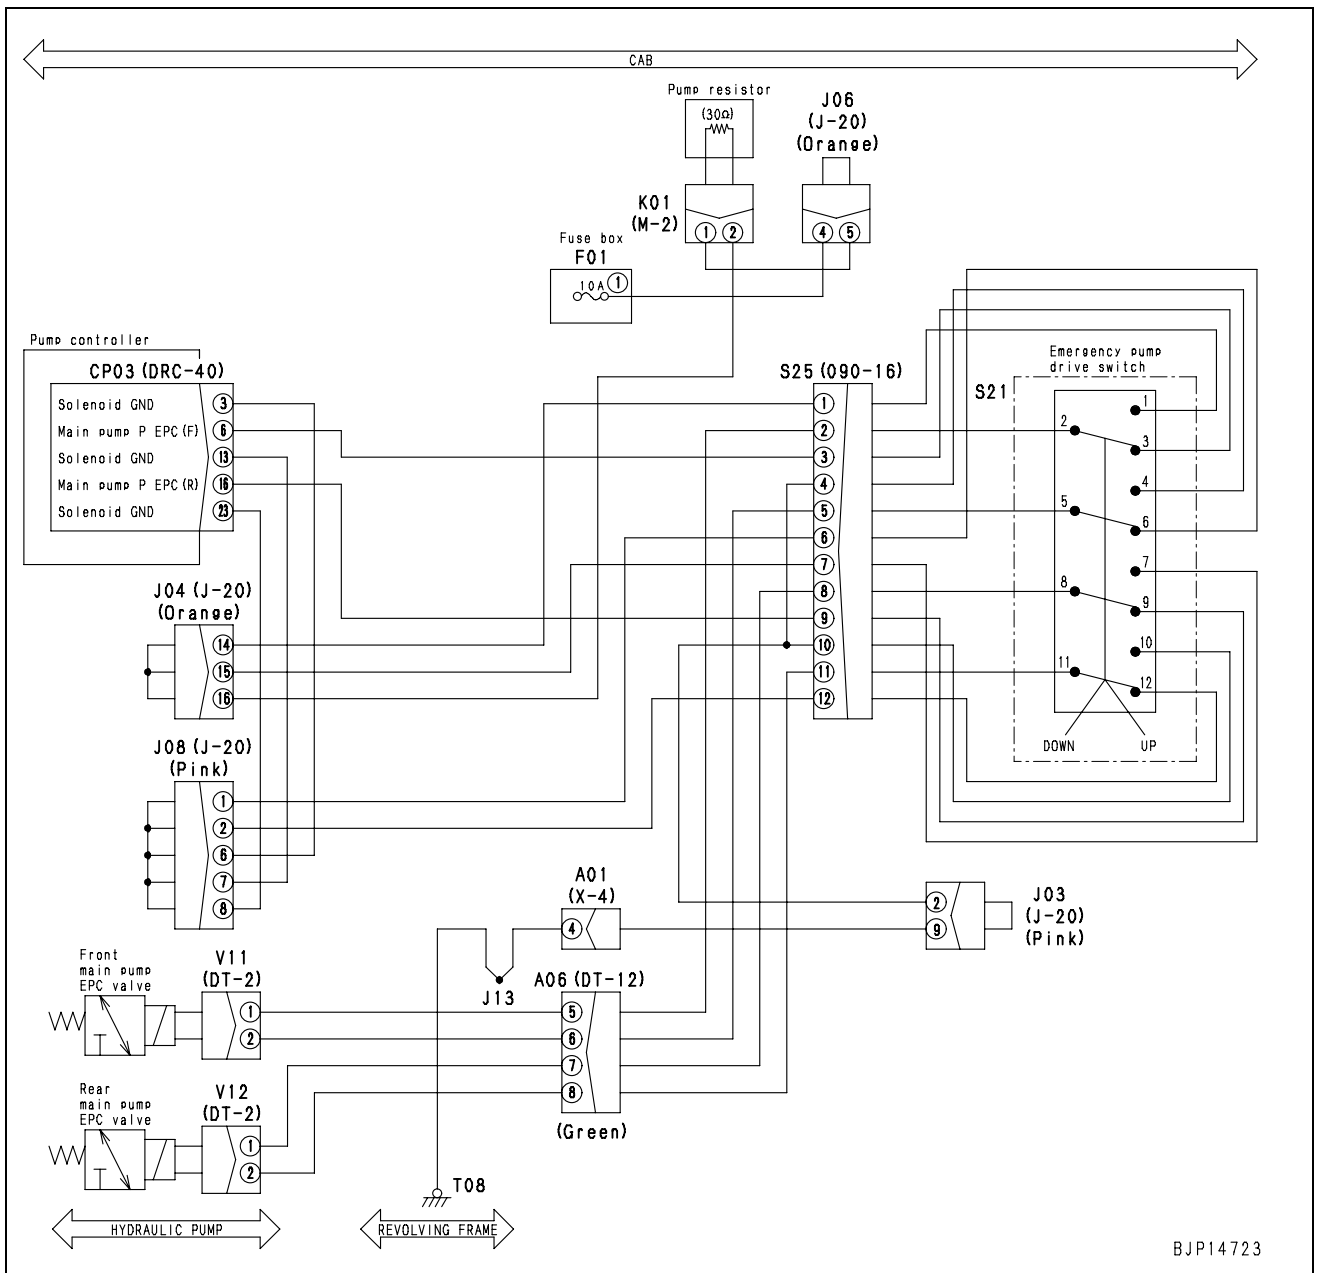 CAB
Pump resistor
(30Ω)
J06
(J-20)
(Orange)
K01
(M-2)
1 2
4 5
Fuse box
F01
10A 1
Pump controller
CP03 (DRC-40)
Solenoid GND 3
Main pump P EPC (F) 6
Solenoid GND 13
Main pump P EPC (R) 16
Solenoid GND 23
S25 (090-16)
1
2
3
4
5
6
7
8
9
10
11
12
Emergency pump
drive switch
S21
1
2
3
4
5
6
7
8
9
10
11
12
DOWN UP
J04 (J-20)
(Orange)
14
15
16
J08 (J-20)
(Pink)
1
2
6
7
8
A01
(X-4)
4
J03
(J-20)
(Pink)
2
9
J13
Front
main pump
EPC valve
V11
(DT-2)
1
2
A06 (DT-12)
5
6
7
8
(Green)
Rear
main pump
EPC valve
V12
(DT-2)
1
2
T08
HYDRAULIC PUMP
REVOLVING FRAME
BJP14723